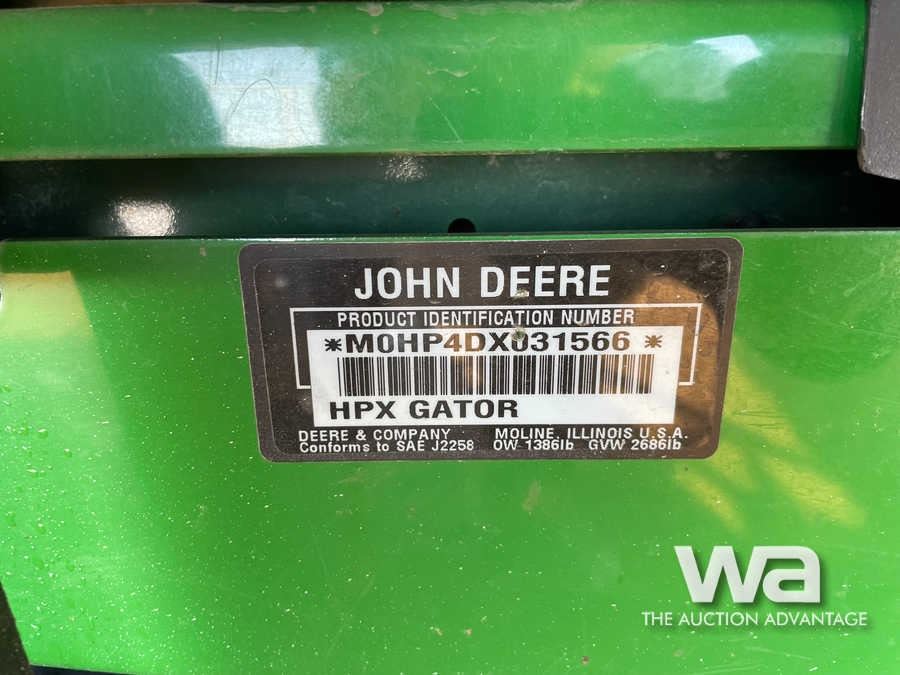 JOHN DEERE
PRODUCT IDENTIFICATION NUMBER
*M0HP4DX031566*
HPX GATOR
DEERE & COMPANY MOLINE, ILLINOIS U.S.A.
Conforms to SAE J2258 OW 1386lb GVW 2686lb
wa
THE AUCTION ADVANTAGE